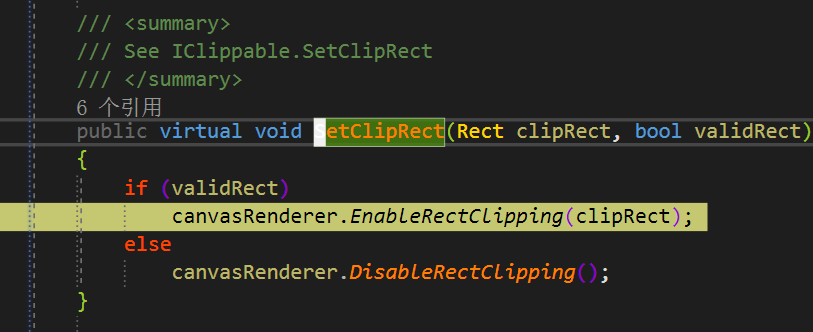 /// <summary>
/// See IClippable.SetClipRect
/// </summary>
6 个引用
public virtual void SetClipRect(Rect clipRect, bool validRect)
{
if (validRect)
canvasRenderer.EnableRectClipping(clipRect);
else
canvasRenderer.DisableRectClipping();
}